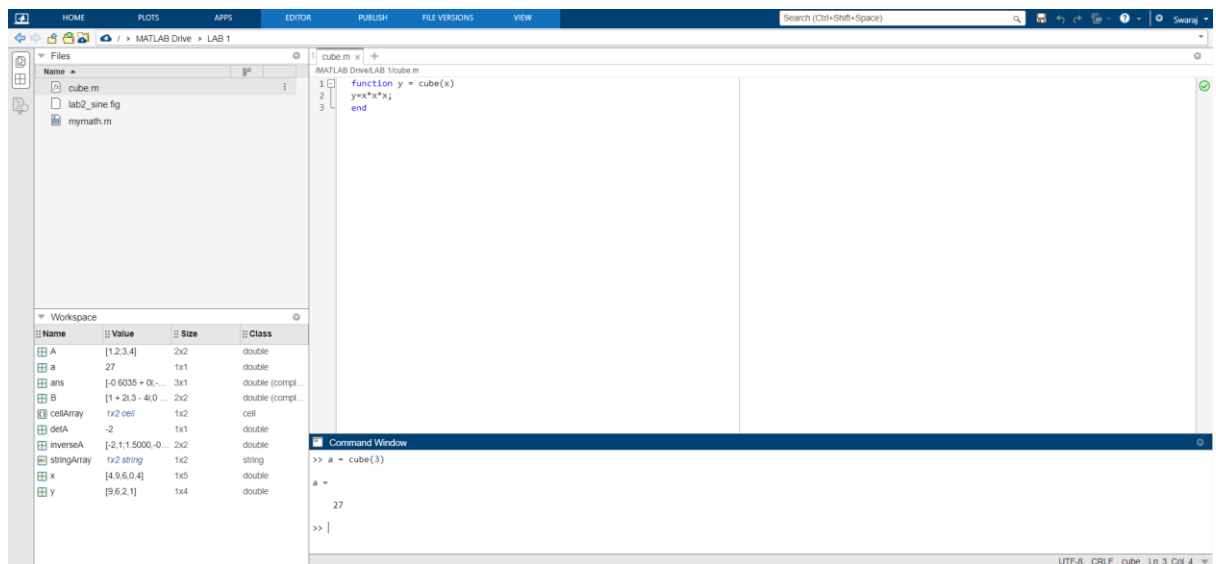 HOME PLOTS APPS EDITOR PUBLISH FILE VERSIONS VIEW Search (Ctrl+Shift+Space) Swaraj
/ > MATLAB Drive > LAB 1
Files
Name
cube.m
lab2_sine.fig
mymath.m
cube.m × +
/MATLAB Drive/LAB 1/cube.m
1 function y = cube(x)
2 y=x*x*x;
3 end
Workspace
Name Value Size Class
A [1,2;3,4] 2x2 double
a 27 1x1 double
ans [-0.6035 + 0i;-... 3x1 double (compl...
B [1 + 2i,3 - 4i;0 ... 2x2 double (compl...
cellArray 1x2 cell 1x2 cell
detA -2 1x1 double
inverseA [-2,1;1.5000,-0... 2x2 double
stringArray 1x2 string 1x2 string
x [4,9,6,0,4] 1x5 double
y [9,6,2,1] 1x4 double
Command Window
>> a = cube(3)
a =
27
>>
UTF-8 CRLF cube Ln 3 Col 4